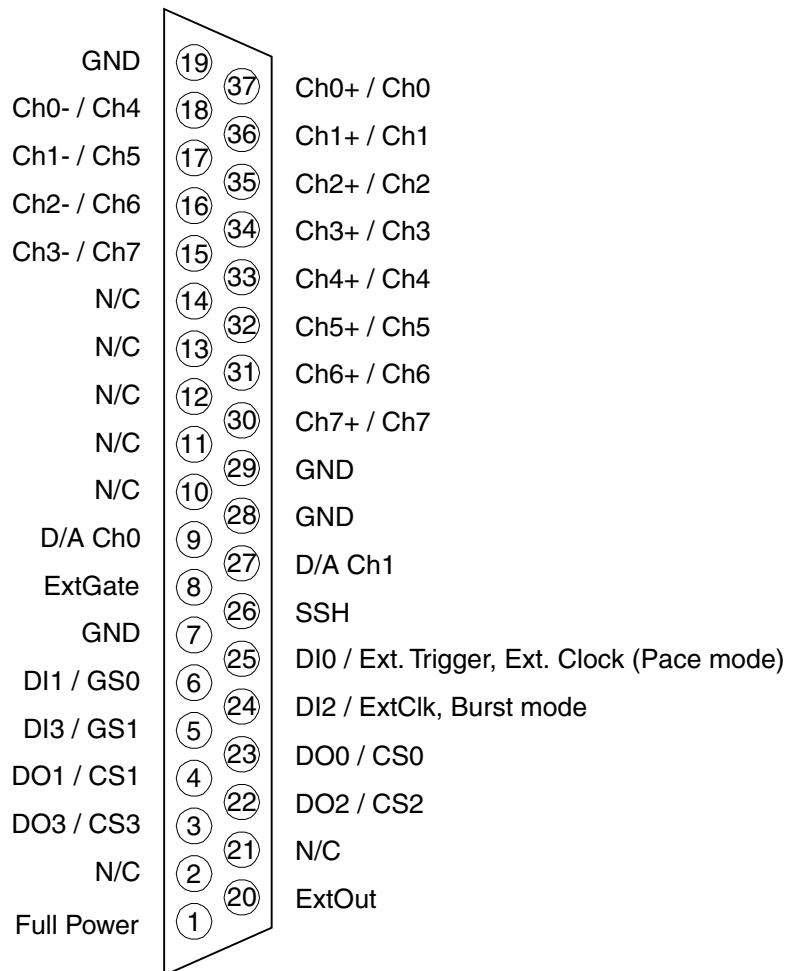 GND 19
37 Ch0+ / Ch0
Ch0- / Ch4 18
36 Ch1+ / Ch1
Ch1- / Ch5 17
35 Ch2+ / Ch2
Ch2- / Ch6 16
34 Ch3+ / Ch3
Ch3- / Ch7 15
33 Ch4+ / Ch4
N/C 14
32 Ch5+ / Ch5
N/C 13
31 Ch6+ / Ch6
N/C 12
30 Ch7+ / Ch7
N/C 11
29 GND
N/C 10
28 GND
D/A Ch0 9
27 D/A Ch1
ExtGate 8
26 SSH
GND 7
25 DI0 / Ext. Trigger, Ext. Clock (Pace mode)
DI1 / GS0 6
24 DI2 / ExtClk, Burst mode
DI3 / GS1 5
23 DO0 / CS0
DO1 / CS1 4
22 DO2 / CS2
DO3 / CS3 3
21 N/C
N/C 2
20 ExtOut
Full Power 1